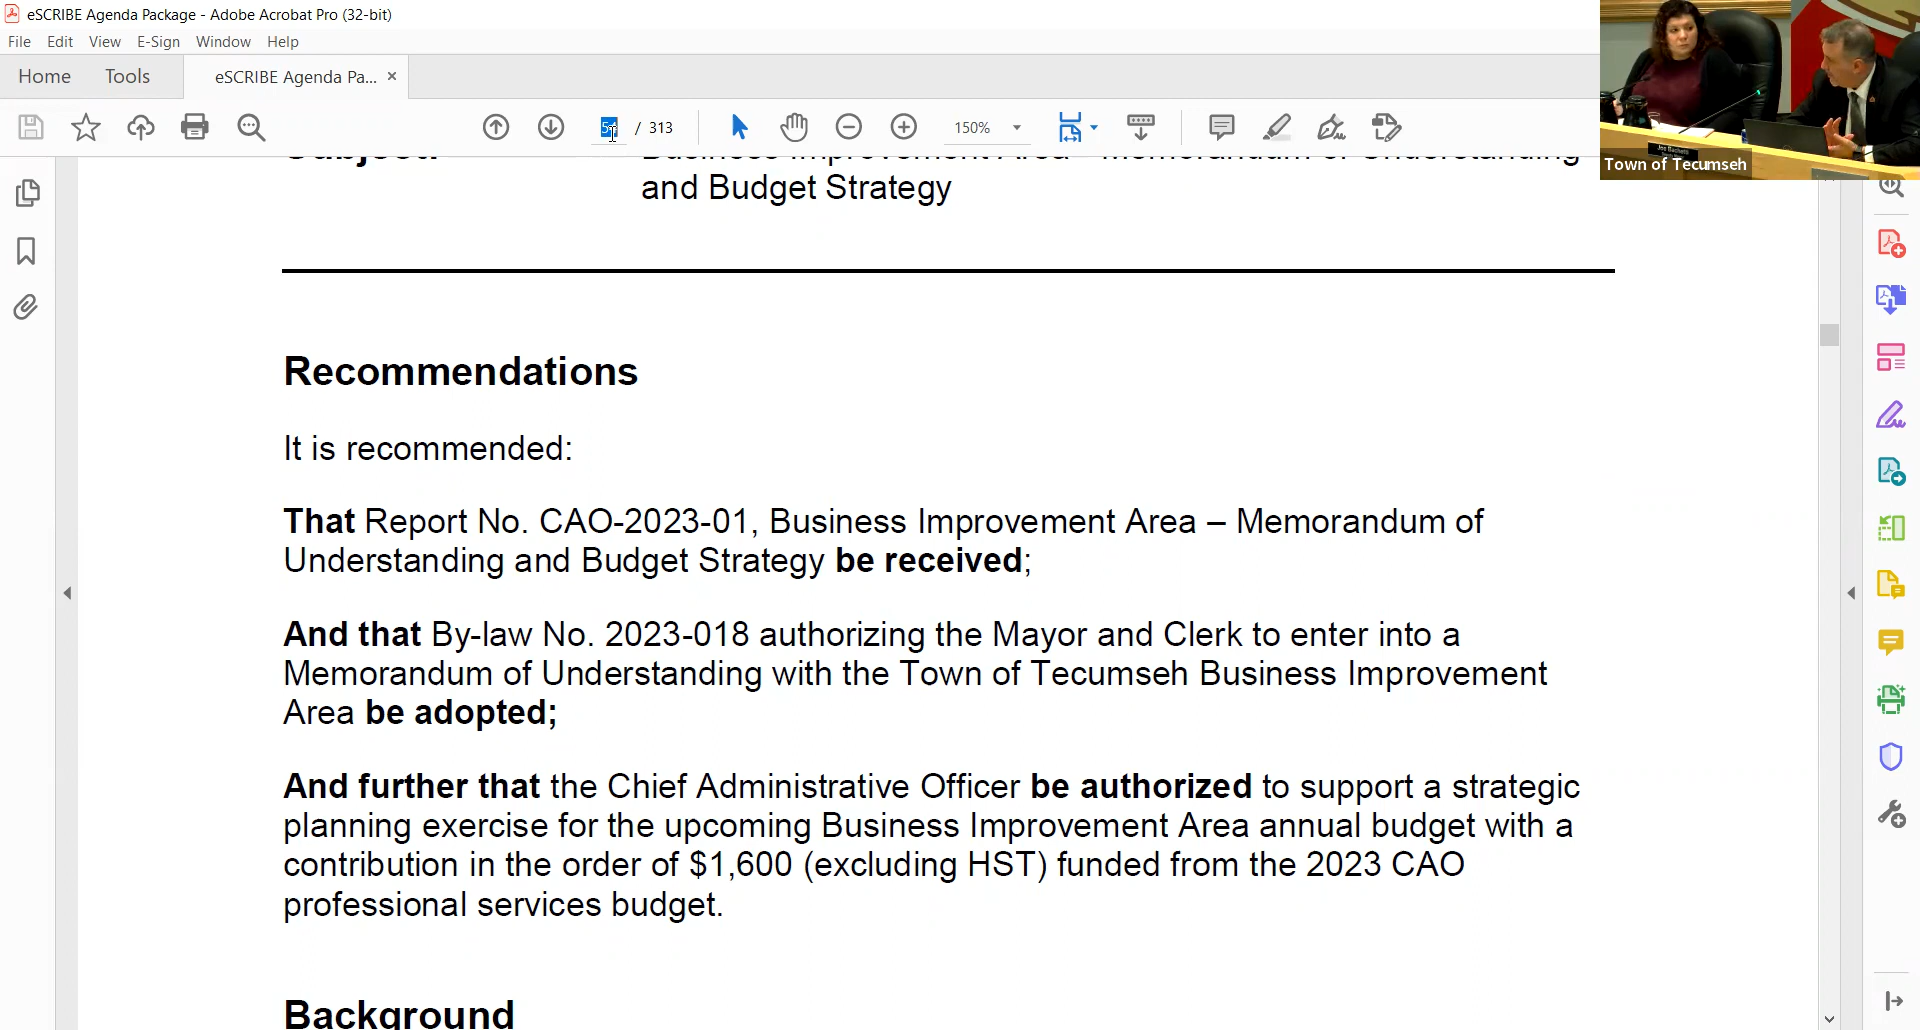 eSCRIBE Agenda Package - Adobe Acrobat Pro (32-bit)
File Edit View E-Sign Window Help
Home Tools eSCRIBE Agenda Pa... ×
/ 313 150%
Town of Tecumseh
and Budget Strategy
Recommendations
It is recommended:
That Report No. CAO-2023-01, Business Improvement Area – Memorandum of
Understanding and Budget Strategy be received;
And that By-law No. 2023-018 authorizing the Mayor and Clerk to enter into a
Memorandum of Understanding with the Town of Tecumseh Business Improvement
Area be adopted;
And further that the Chief Administrative Officer be authorized to support a strategic
planning exercise for the upcoming Business Improvement Area annual budget with a
contribution in the order of $1,600 (excluding HST) funded from the 2023 CAO
professional services budget.
Background